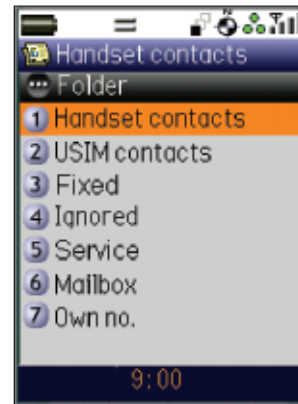 Handset contacts
Folder
1 Handset contacts
2 USIM contacts
3 Fixed
4 Ignored
5 Service
6 Mailbox
7 Own no.
9:00